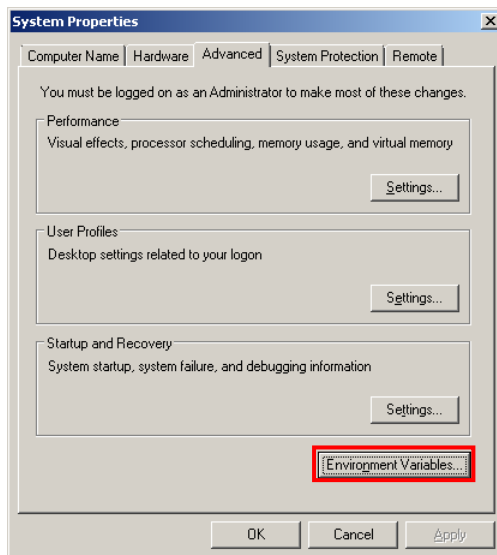 System Properties
Computer Name Hardware Advanced System Protection Remote
You must be logged on as an Administrator to make most of these changes.
Performance
Visual effects, processor scheduling, memory usage, and virtual memory
Settings...
User Profiles
Desktop settings related to your logon
Settings...
Startup and Recovery
System startup, system failure, and debugging information
Settings...
Environment Variables...
OK Cancel Apply